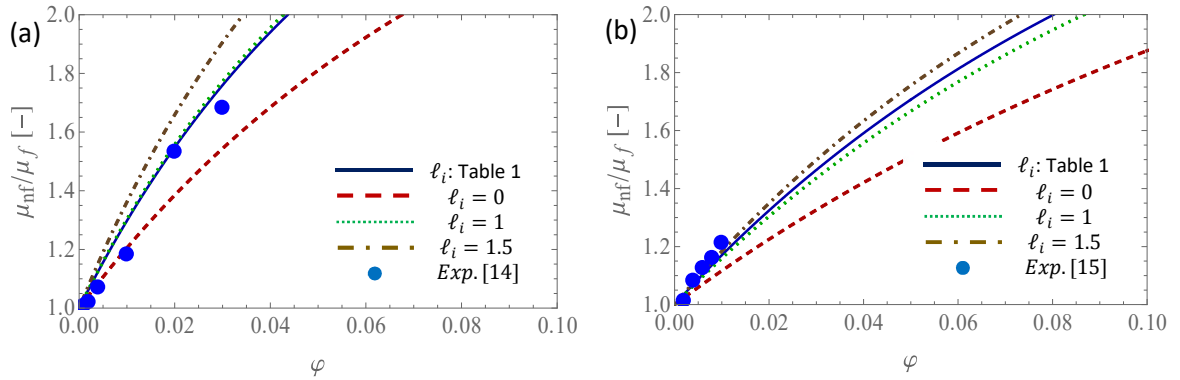 (a)
2.0
1.8
1.6
1.4
1.2
1.0
μnf/μf [−]
0.00 0.02 0.04 0.06 0.08 0.10
φ
ℓi: Table 1
ℓi = 0
ℓi = 1
ℓi = 1.5
Exp. [14]
(b)
2.0
1.8
1.6
1.4
1.2
1.0
μnf/μf [−]
0.00 0.02 0.04 0.06 0.08 0.10
φ
ℓi: Table 1
ℓi = 0
ℓi = 1
ℓi = 1.5
Exp. [15]